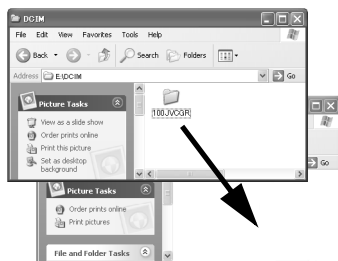 DCIM
File Edit View Favorites Tools Help
Back Search Folders
Address E:\DCIM Go
Picture Tasks
View as a slide show
Order prints online
Print this picture
Set as desktop
background
100JVCGR
Go
Picture Tasks
Order prints online
Print this picture
File and Folder Tasks